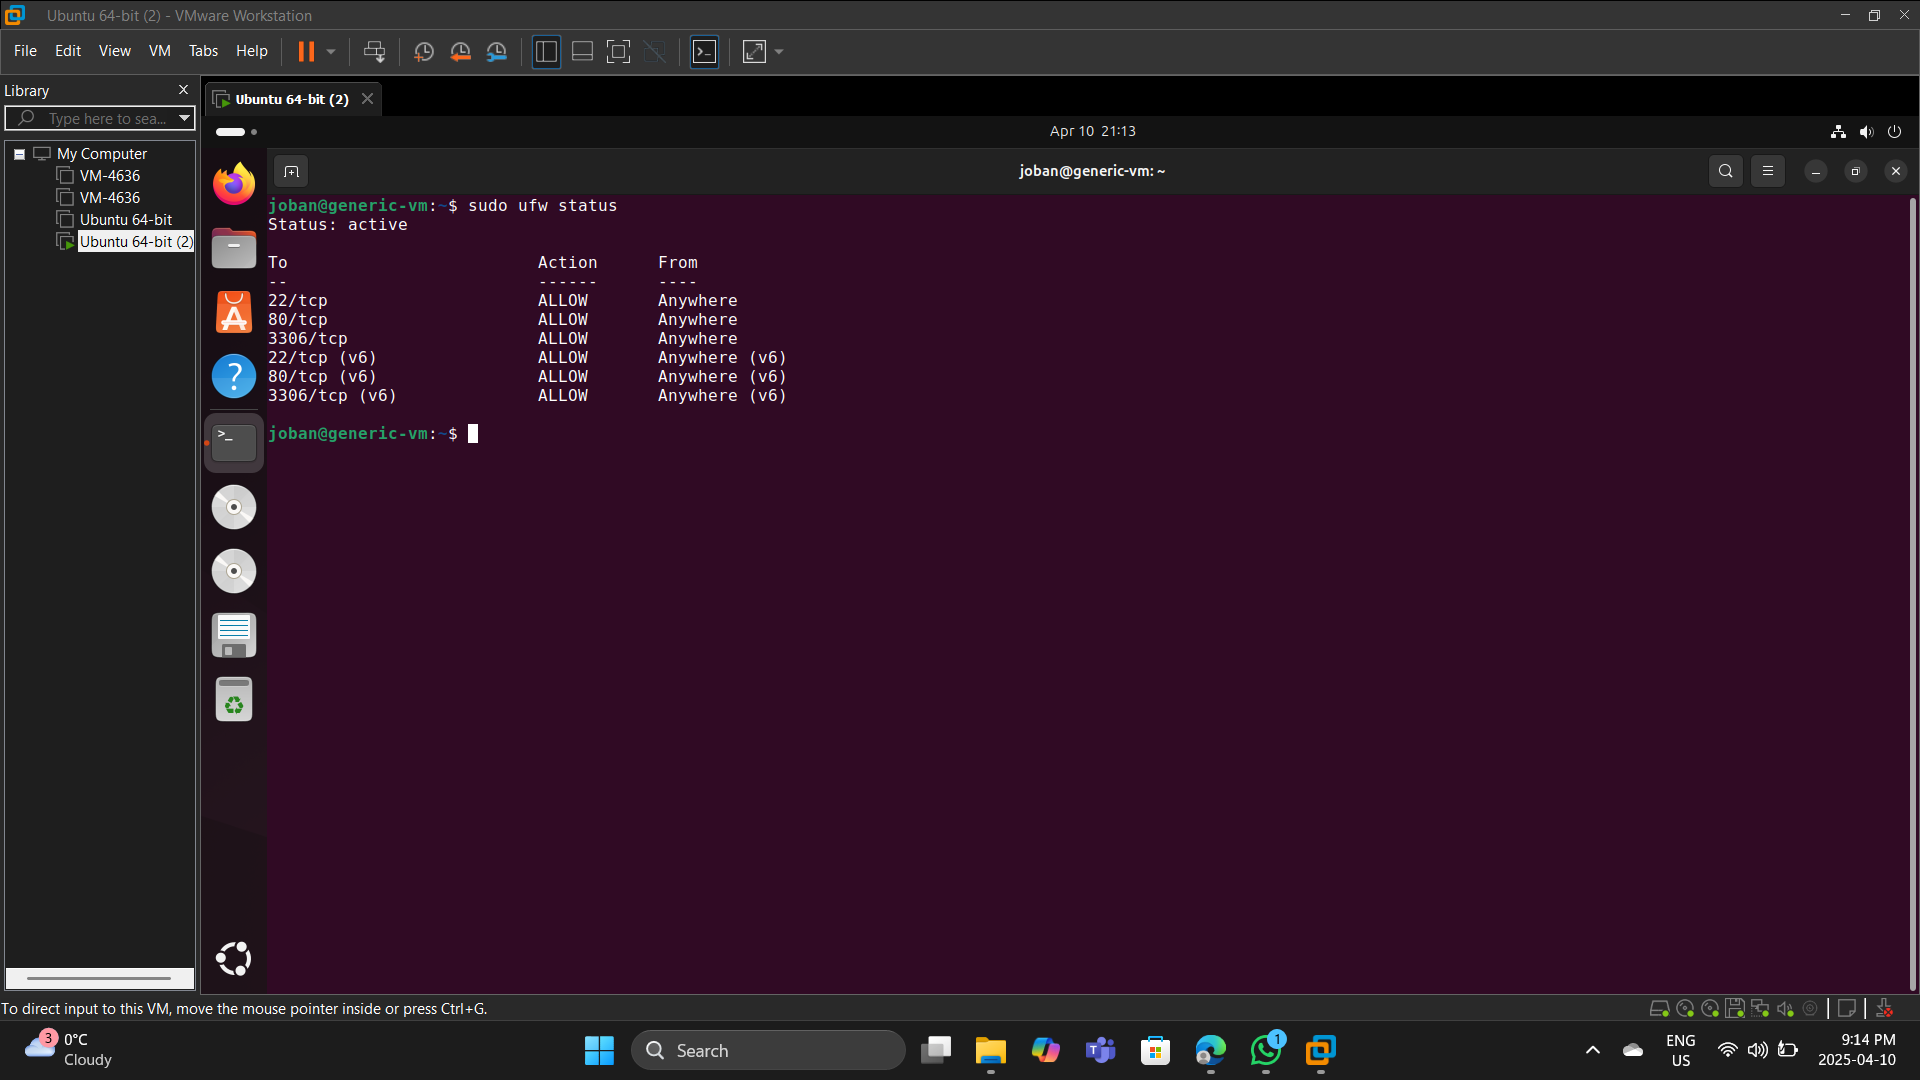 Ubuntu 64-bit (2) - VMware Workstation
File Edit View VM Tabs Help
Library
Type here to sea...
My Computer
VM-4636
VM-4636
Ubuntu 64-bit
Ubuntu 64-bit (2)
Ubuntu 64-bit (2)
Apr 10 21:13
joban@generic-vm: ~
joban@generic-vm:~$ sudo ufw status
Status: active
To Action From
-- ------ ----
22/tcp ALLOW Anywhere
80/tcp ALLOW Anywhere
3306/tcp ALLOW Anywhere
22/tcp (v6) ALLOW Anywhere (v6)
80/tcp (v6) ALLOW Anywhere (v6)
3306/tcp (v6) ALLOW Anywhere (v6)
joban@generic-vm:~$
To direct input to this VM, move the mouse pointer inside or press Ctrl+G.
3
0°C
Cloudy
Search
1
ENG
US
9:14 PM
2025-04-10